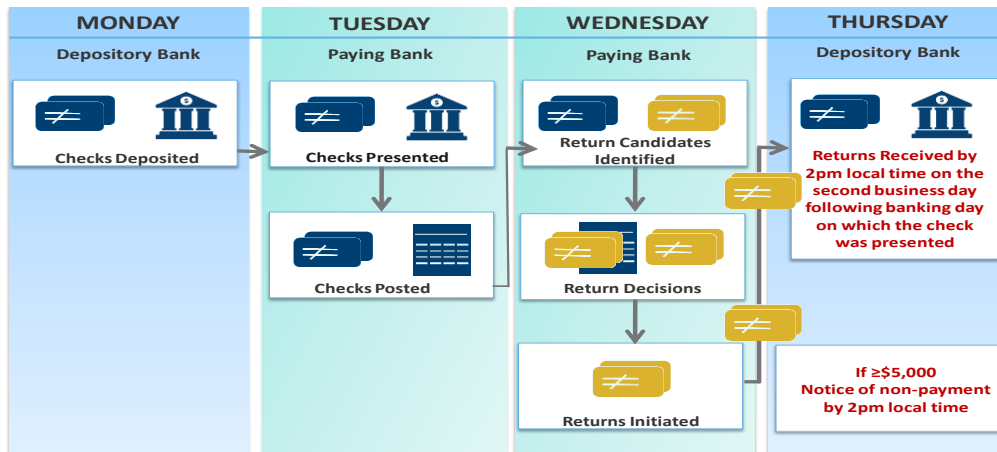 MONDAY
Depository Bank
Checks Deposited
TUESDAY
Paying Bank
$
Checks Presented
Checks Posted
WEDNESDAY
Paying Bank
Return Candidates
Identified
Return Decisions
Returns Initiated
THURSDAY
Depository Bank
$
Returns Received by
2pm local time on the
second business day
following banking day
on which the check
was presented
If ≥$5,000
Notice of non-payment
by 2pm local time